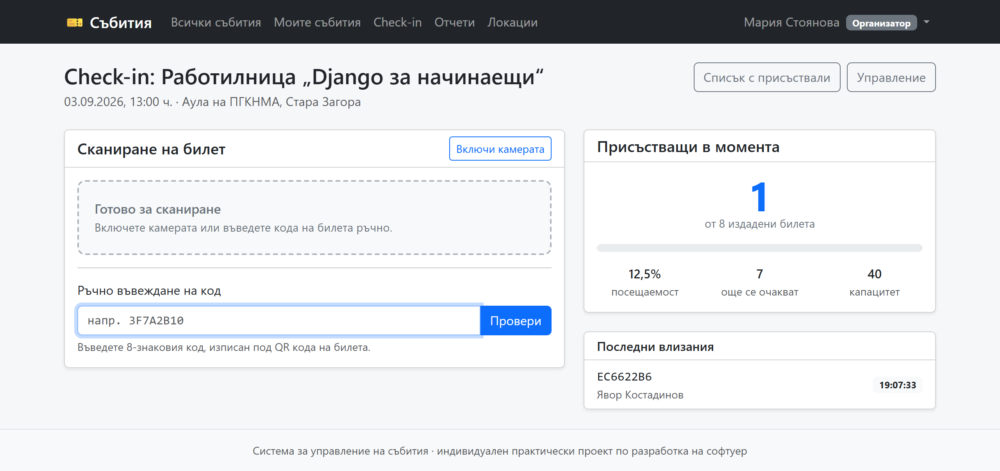 Събития Всички събития Моите събития Check-in Отчети Локации Мария Стоянова Организатор
Check-in: Работилница „Django за начинаещи“
Списък с присъствали Управление
03.09.2026, 13:00 ч. · Аула на ПГКНМА, Стара Загора
Сканиране на билет
Включи камерата
Готово за сканиране
Включете камерата или въведете кода на билета ръчно.
Ръчно въвеждане на код
напр. 3F7A2B10
Провери
Въведете 8-знаковия код, изписан под QR кода на билета.
Присъстващи в момента
1
от 8 издадени билета
12,5% 7 40
посещаемост още се очакват капацитет
Последни влизания
EC6622B6
Явор Костадинов
19:07:33
Система за управление на събития · индивидуален практически проект по разработка на софтуер